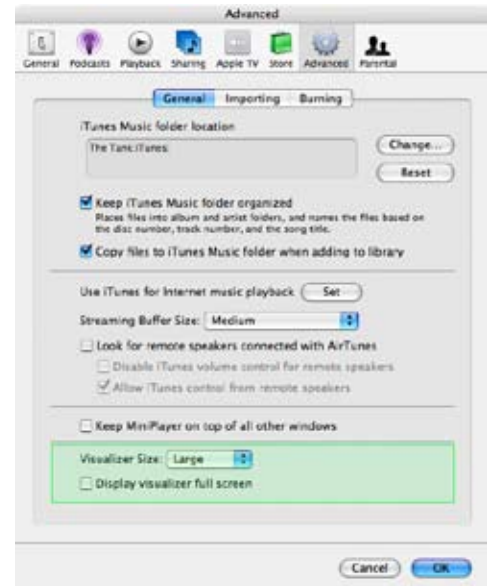 Advanced
General Podcasts Playback Sharing Apple TV Store Advanced Parental
General Importing Burning
iTunes Music folder location
The Tank:iTunes:
Change...
Reset
Keep iTunes Music folder organized
Places files into album and artist folders, and names the files based on
the disc number, track number, and the song title.
Copy files to iTunes Music folder when adding to library
Use iTunes for Internet music playback Set
Streaming Buffer Size: Medium
Look for remote speakers connected with AirTunes
Disable iTunes volume control for remote speakers
Allow iTunes control from remote speakers
Keep MiniPlayer on top of all other windows
Visualizer Size: Large
Display visualizer full screen
Cancel OK